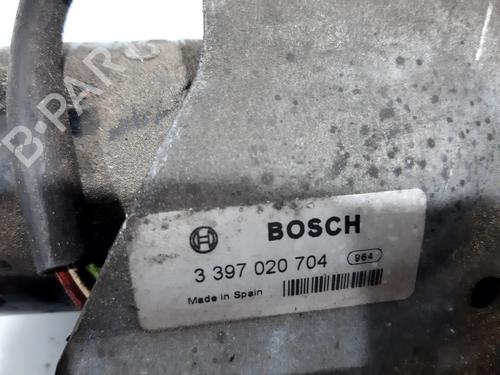 B-PARTS
BOSCH
3 397 020 704 964
Made in Spain